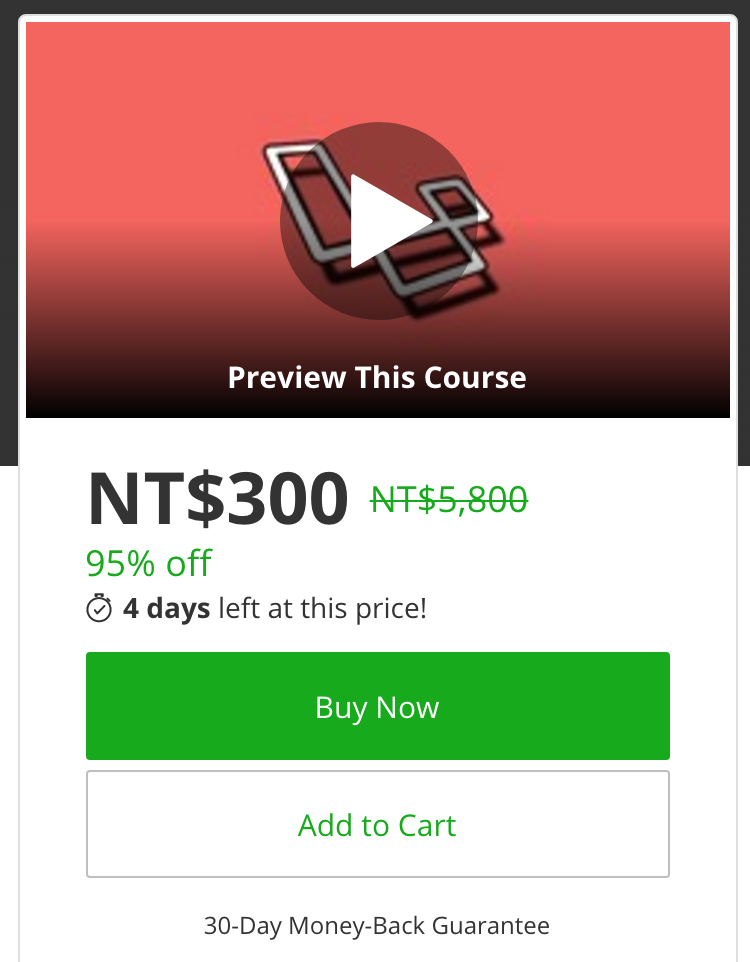 Preview This Course
NT$300 NT$5,800
95% off
4 days left at this price!
Buy Now
Add to Cart
30-Day Money-Back Guarantee